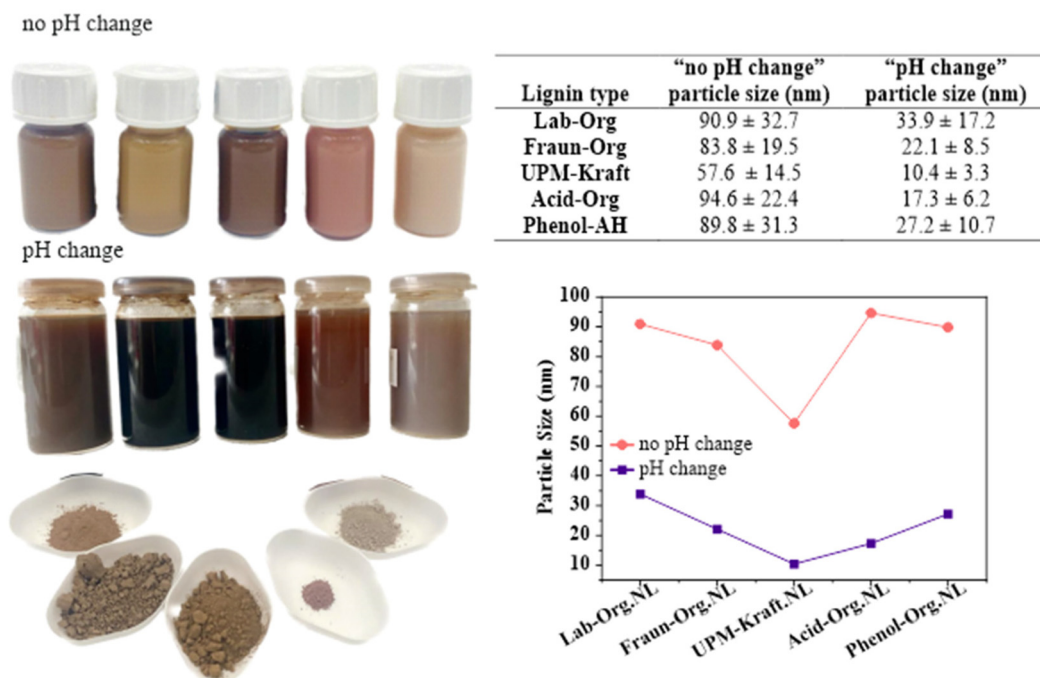 no pH change
pH change
Lignin type
“no pH change” particle size (nm)
“pH change” particle size (nm)
Lab-Org 90.9 ± 32.7 33.9 ± 17.2
Fraun-Org 83.8 ± 19.5 22.1 ± 8.5
UPM-Kraft 57.6 ± 14.5 10.4 ± 3.3
Acid-Org 94.6 ± 22.4 17.3 ± 6.2
Phenol-AH 89.8 ± 31.3 27.2 ± 10.7
Particle Size (nm)
100
90
80
70
60
50
40
30
20
10
no pH change
pH change
Lab-Org.NL
Fraun-Org.NL
UPM-Kraft.NL
Acid-Org.NL
Phenol-Org.NL